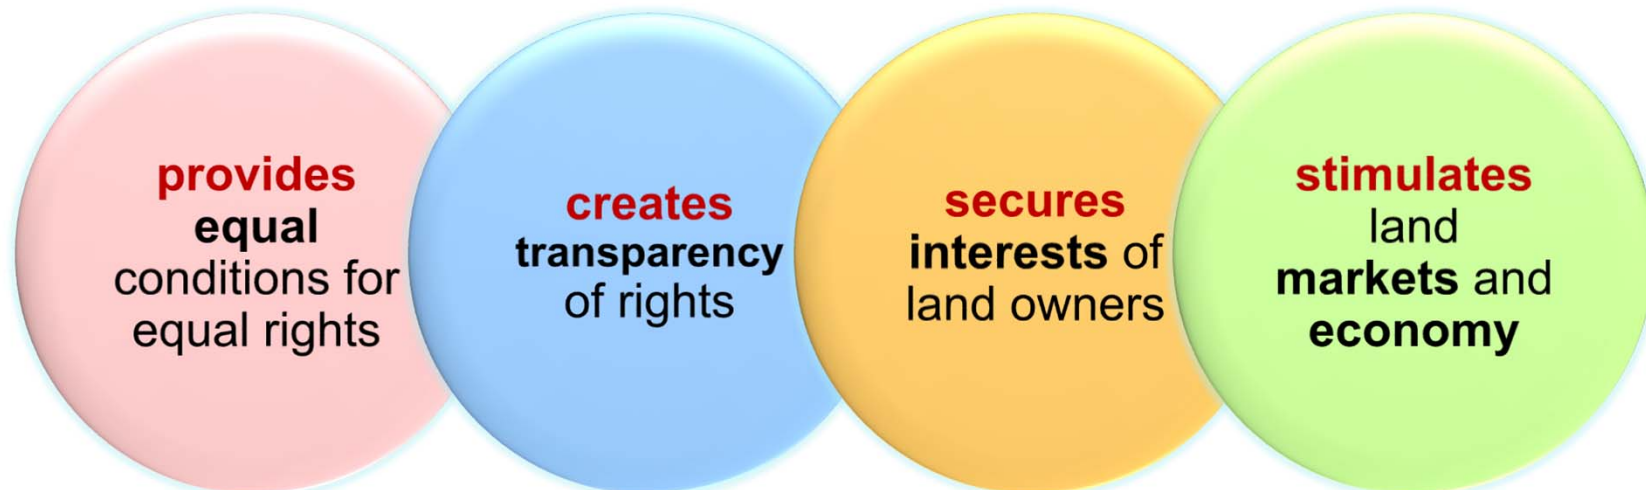 provides
equal
conditions for
equal rights
creates
transparency
of rights
secures
interests of
land owners
stimulates
land
markets and
economy